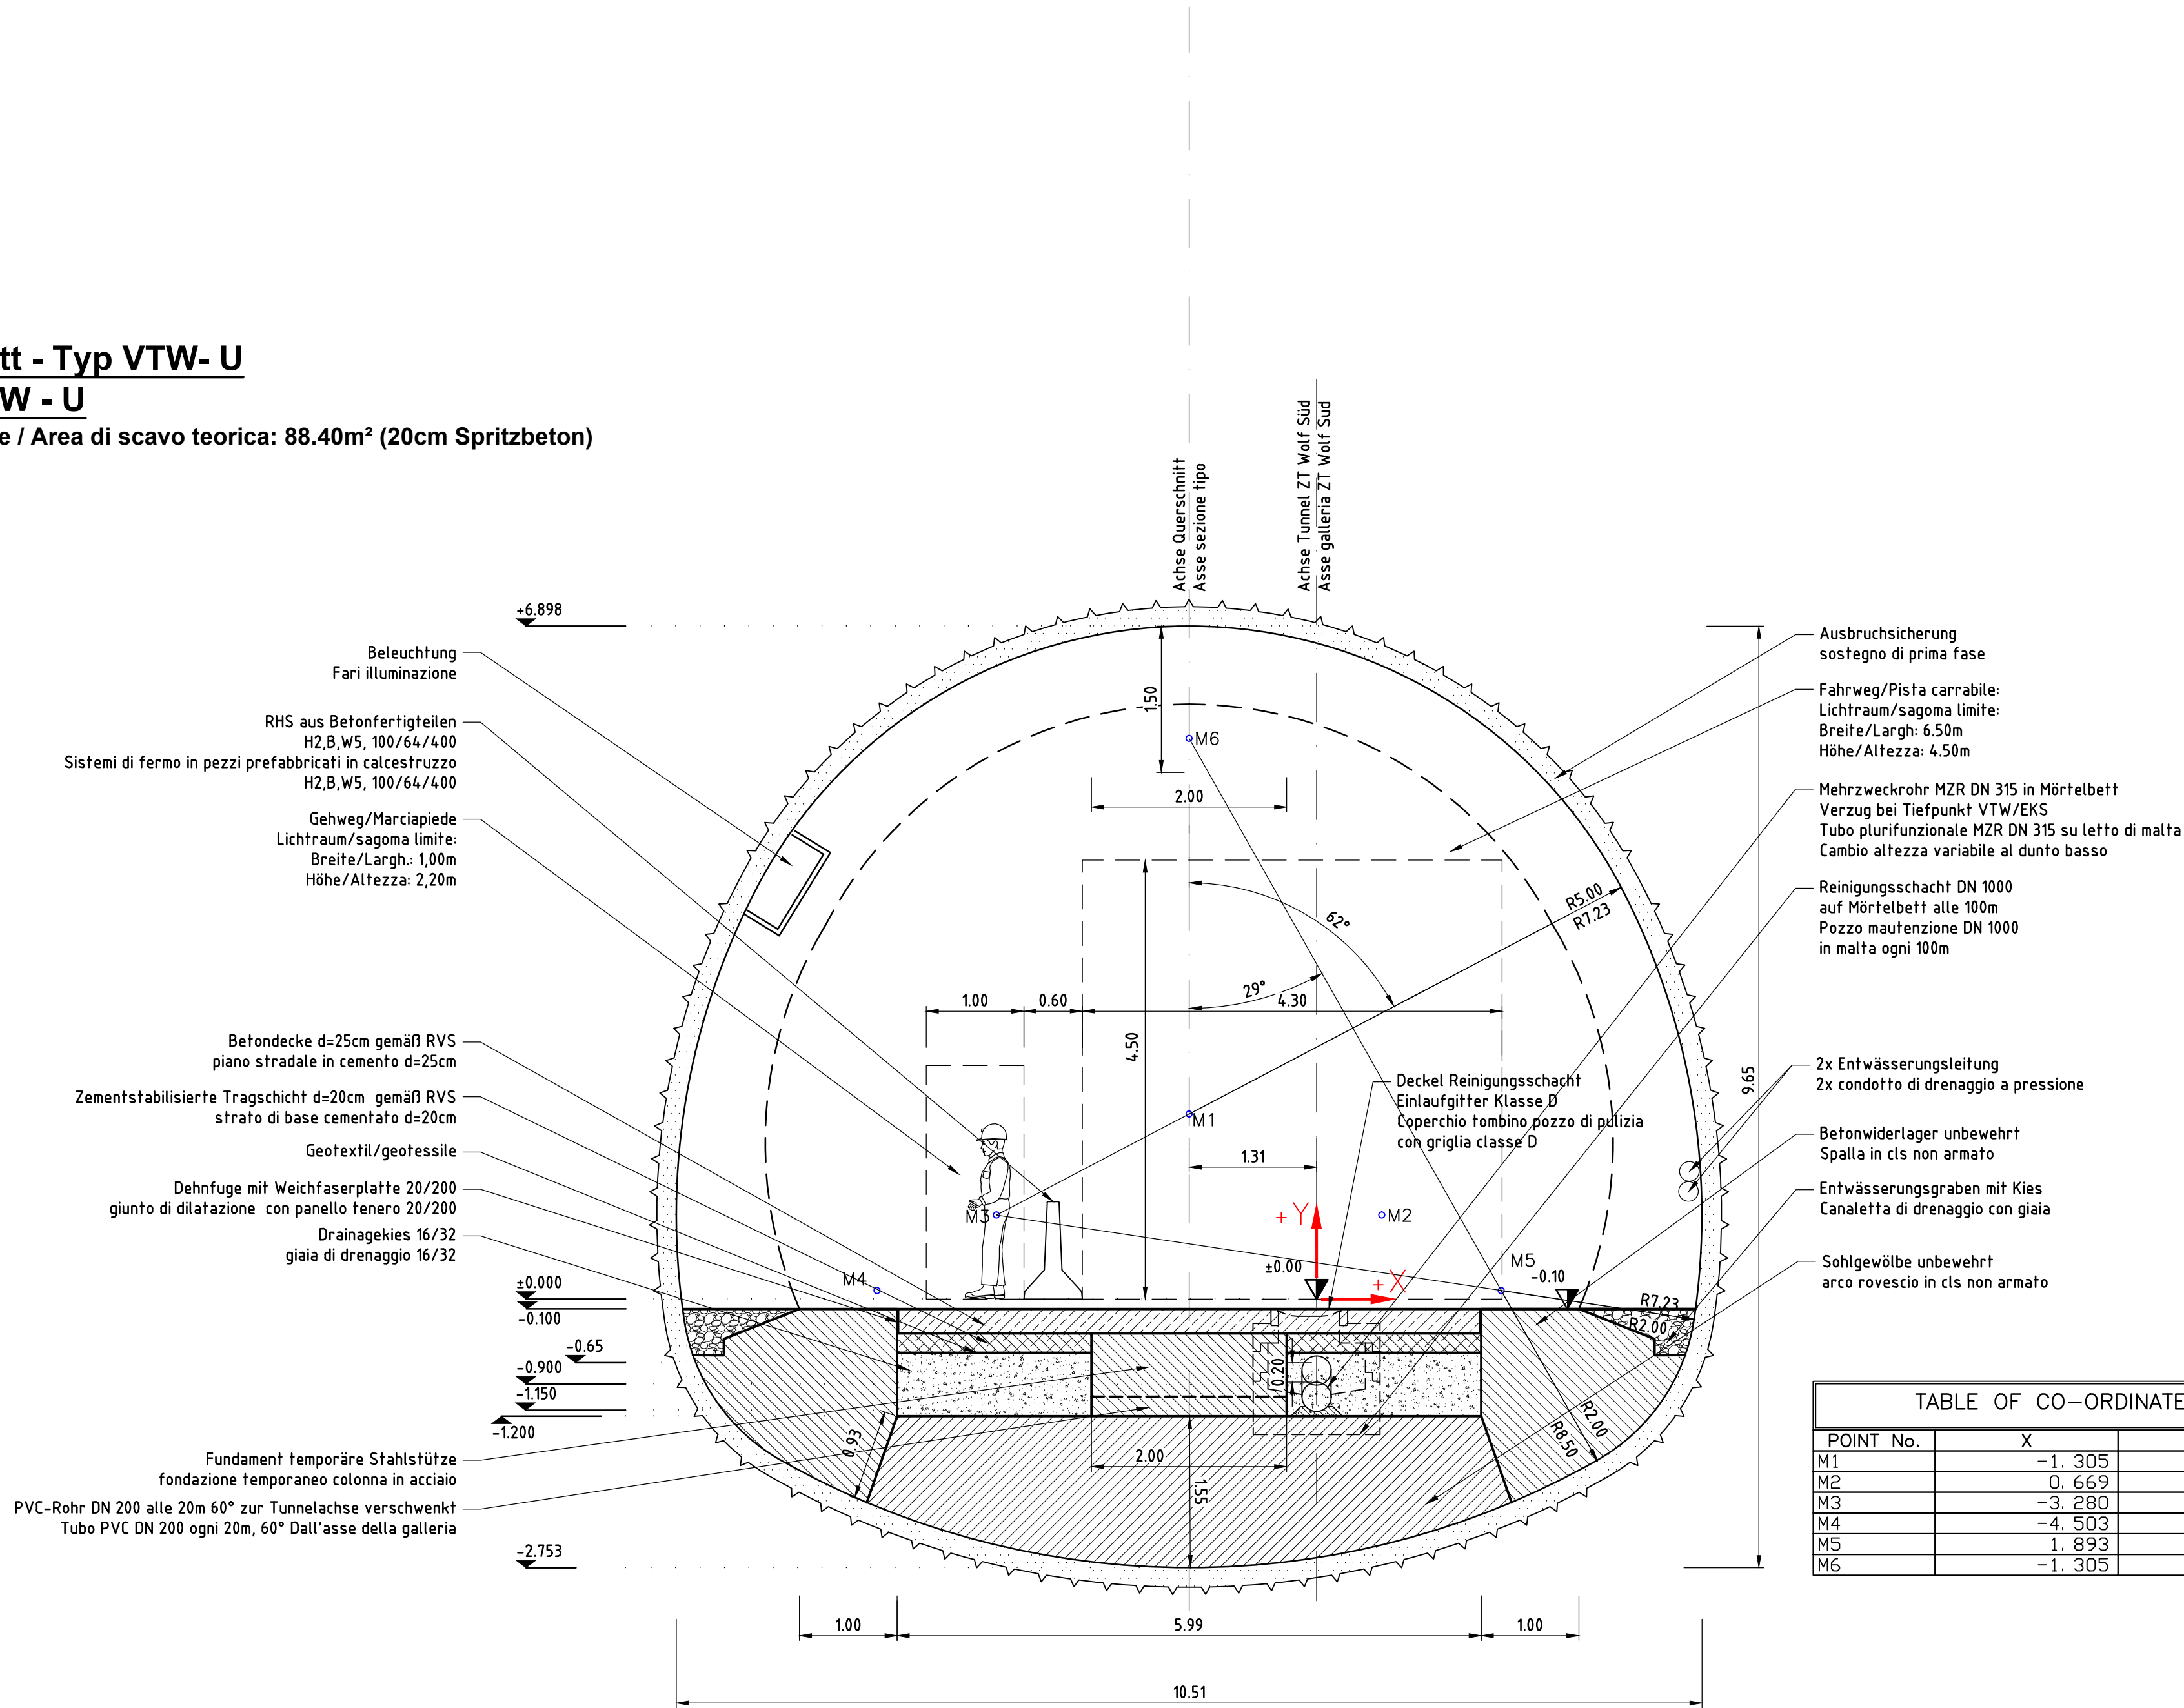 tt - Typ VTW- U
W - U
e / Area di scavo teorica: 88.40m² (20cm Spritzbeton)
Achse Querschnitt
Asse sezione tipo
Achse Tunnel ZT Wolf Süd
Asse galleria ZT Wolf Sud
+6.898
Beleuchtung
Fari illuminazione
RHS aus Betonfertigteilen
H2,B,W5, 100/64/400
Sistemi di fermo in pezzi prefabbricati in calcestruzzo
H2,B,W5, 100/64/400
Gehweg/Marciapiede
Lichtraum/sagoma limite:
Breite/Largh.: 1,00m
Höhe/Altezza: 2,20m
Betondecke d=25cm gemäß RVS
piano stradale in cemento d=25cm
Zementstabilisierte Tragschicht d=20cm gemäß RVS
strato di base cementato d=20cm
Geotextil/geotessile
Dehnfuge mit Weichfaserplatte 20/200
giunto di dilatazione con panello tenero 20/200
Drainagekies 16/32
giaia di drenaggio 16/32
±0.000
-0.100
-0.65
-0.900
-1.150
-1.200
Fundament temporäre Stahlstütze
fondazione temporaneo colonna in acciaio
PVC-Rohr DN 200 alle 20m 60° zur Tunnelachse verschwenkt
Tubo PVC DN 200 ogni 20m, 60° Dall'asse della galleria
-2.753
1.50
M6
2.00
62°
29°
R5.00
R7.23
1.00
0.60
4.30
4.50
M1
1.31
Deckel Reinigungsschacht
Einlaufgitter Klasse D
Coperchio tombino pozzo di pulizia
con griglia classe D
M3
M2
+Y
±0.00
+X
M4
M5
-0.10
R7.23
R2.00
0.20
0.93
2.00
1.55
R2.00
R8.50
1.00
5.99
1.00
10.51
9.65
Ausbruchsicherung
sostegno di prima fase
Fahrweg/Pista carrabile:
Lichtraum/sagoma limite:
Breite/Largh: 6.50m
Höhe/Altezza: 4.50m
Mehrzweckrohr MZR DN 315 in Mörtelbett
Verzug bei Tiefpunkt VTW/EKS
Tubo plurifunzionale MZR DN 315 su letto di malta
Cambio altezza variabile al dunto basso
Reinigungsschacht DN 1000
auf Mörtelbett alle 100m
Pozzo mautenzione DN 1000
in malta ogni 100m
2x Entwässerungsleitung
2x condotto di drenaggio a pressione
Betonwiderlager unbewehrt
Spalla in cls non armato
Entwässerungsgraben mit Kies
Canaletta di drenaggio con giaia
Sohlgewölbe unbewehrt
arco rovescio in cls non armato
TABLE OF CO-ORDINATE
POINT No. X
M1 -1. 305
M2 0. 669
M3 -3. 280
M4 -4. 503
M5 1. 893
M6 -1. 305